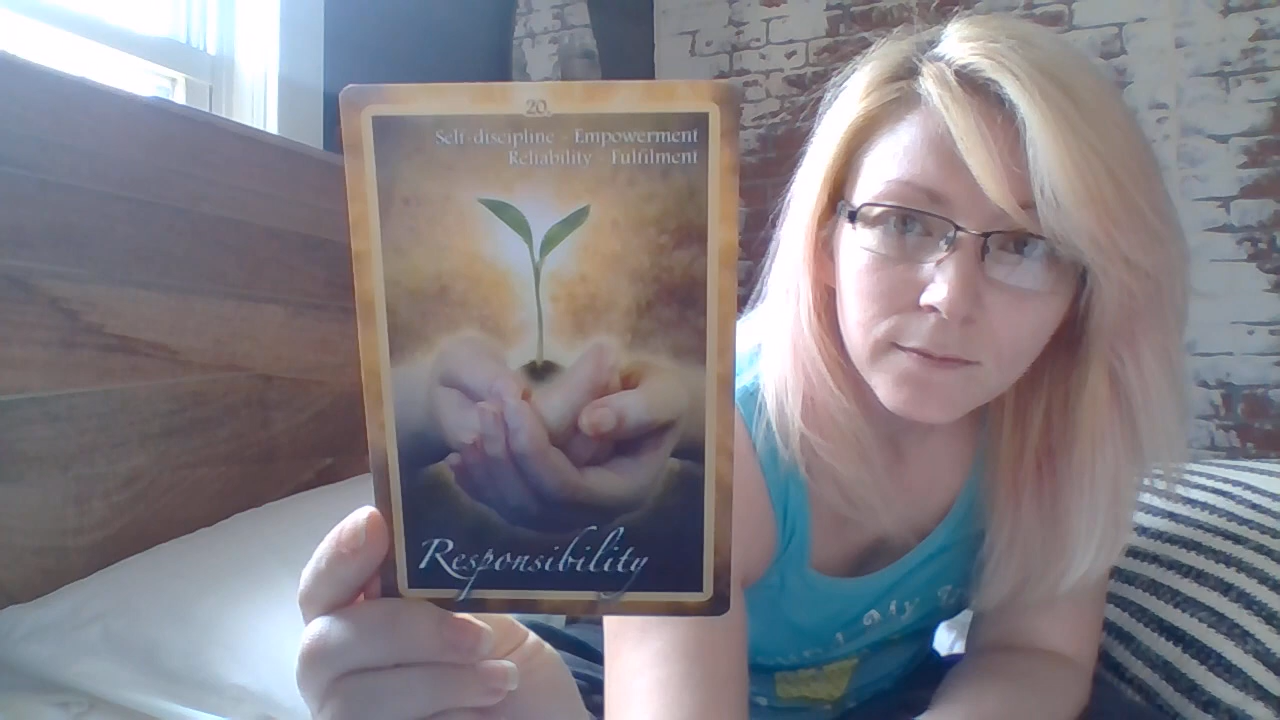 20.
Self-discipline - Empowerment
Reliability - Fulfilment
Responsibility